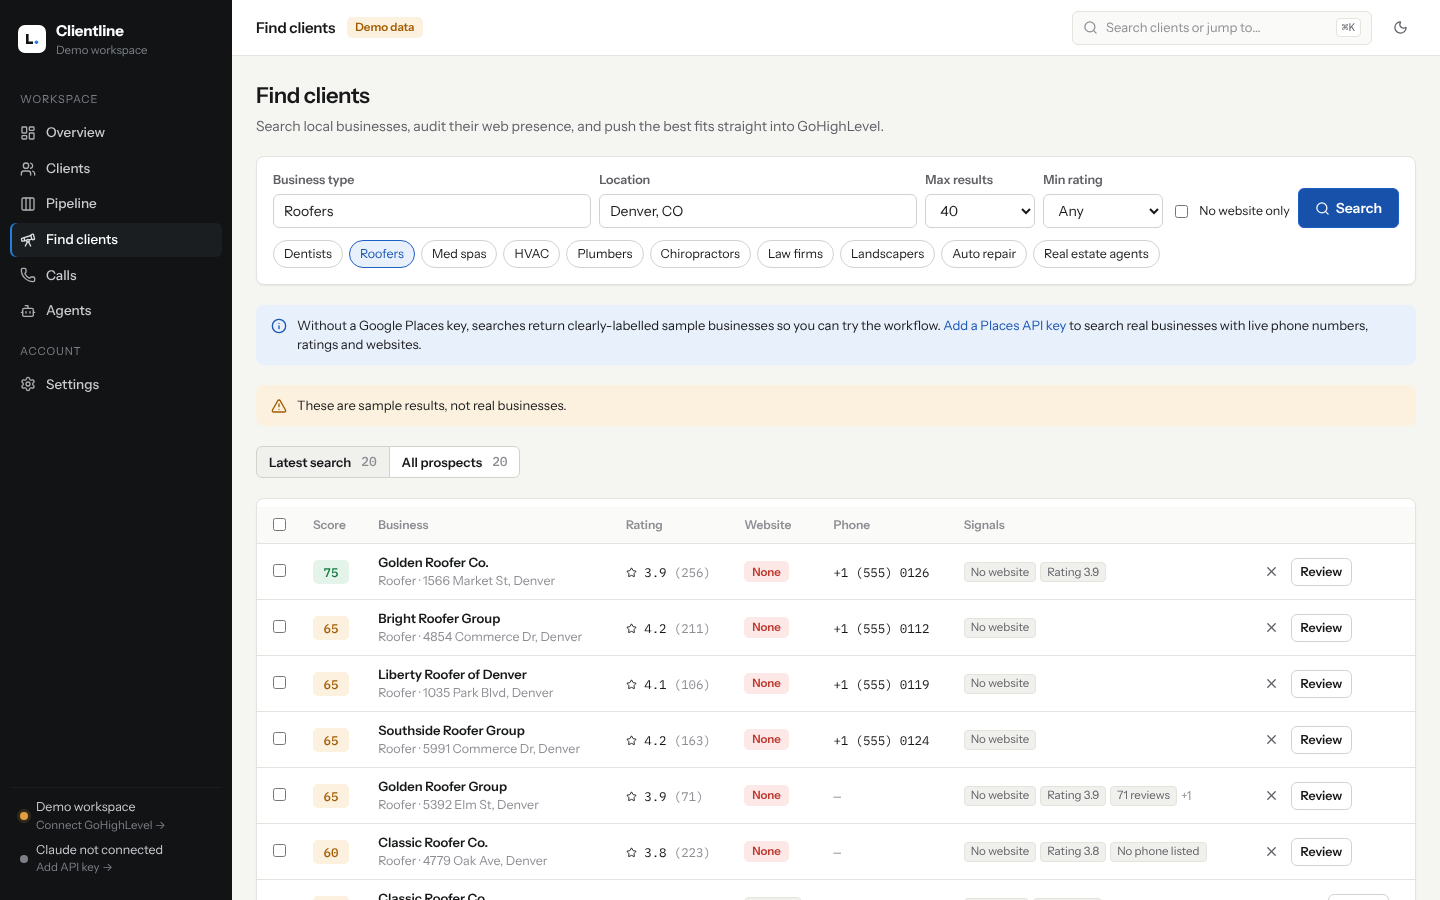 L.
Clientline
Demo workspace
WORKSPACE
Overview
Clients
Pipeline
Find clients
Calls
Agents
ACCOUNT
Settings
Demo workspace
Connect GoHighLevel →
Claude not connected
Add API key →
Find clients
Demo data
Search clients or jump to...
⌘K
Find clients
Search local businesses, audit their web presence, and push the best fits straight into GoHighLevel.
Business type
Location
Max results
Min rating
Roofers
Denver, CO
40
Any
No website only
Search
Dentists
Roofers
Med spas
HVAC
Plumbers
Chiropractors
Law firms
Landscapers
Auto repair
Real estate agents
Without a Google Places key, searches return clearly-labelled sample businesses so you can try the workflow. Add a Places API key to search real businesses with live phone numbers,
ratings and websites.
These are sample results, not real businesses.
Latest search 20
All prospects 20
Score Business Rating Website Phone Signals
75 Golden Roofer Co. 3.9 (256) None +1 (555) 0126 No website Rating 3.9 Review
Roofer · 1566 Market St, Denver
65 Bright Roofer Group 4.2 (211) None +1 (555) 0112 No website Review
Roofer · 4854 Commerce Dr, Denver
65 Liberty Roofer of Denver 4.1 (106) None +1 (555) 0119 No website Review
Roofer · 1035 Park Blvd, Denver
65 Southside Roofer Group 4.2 (163) None +1 (555) 0124 No website Review
Roofer · 5991 Commerce Dr, Denver
65 Golden Roofer Group 3.9 (71) None – No website Rating 3.9 71 reviews +1 Review
Roofer · 5392 Elm St, Denver
60 Classic Roofer Co. 3.8 (223) None – No website Rating 3.8 No phone listed Review
Roofer · 4779 Oak Ave, Denver
Classic Roofer Co.